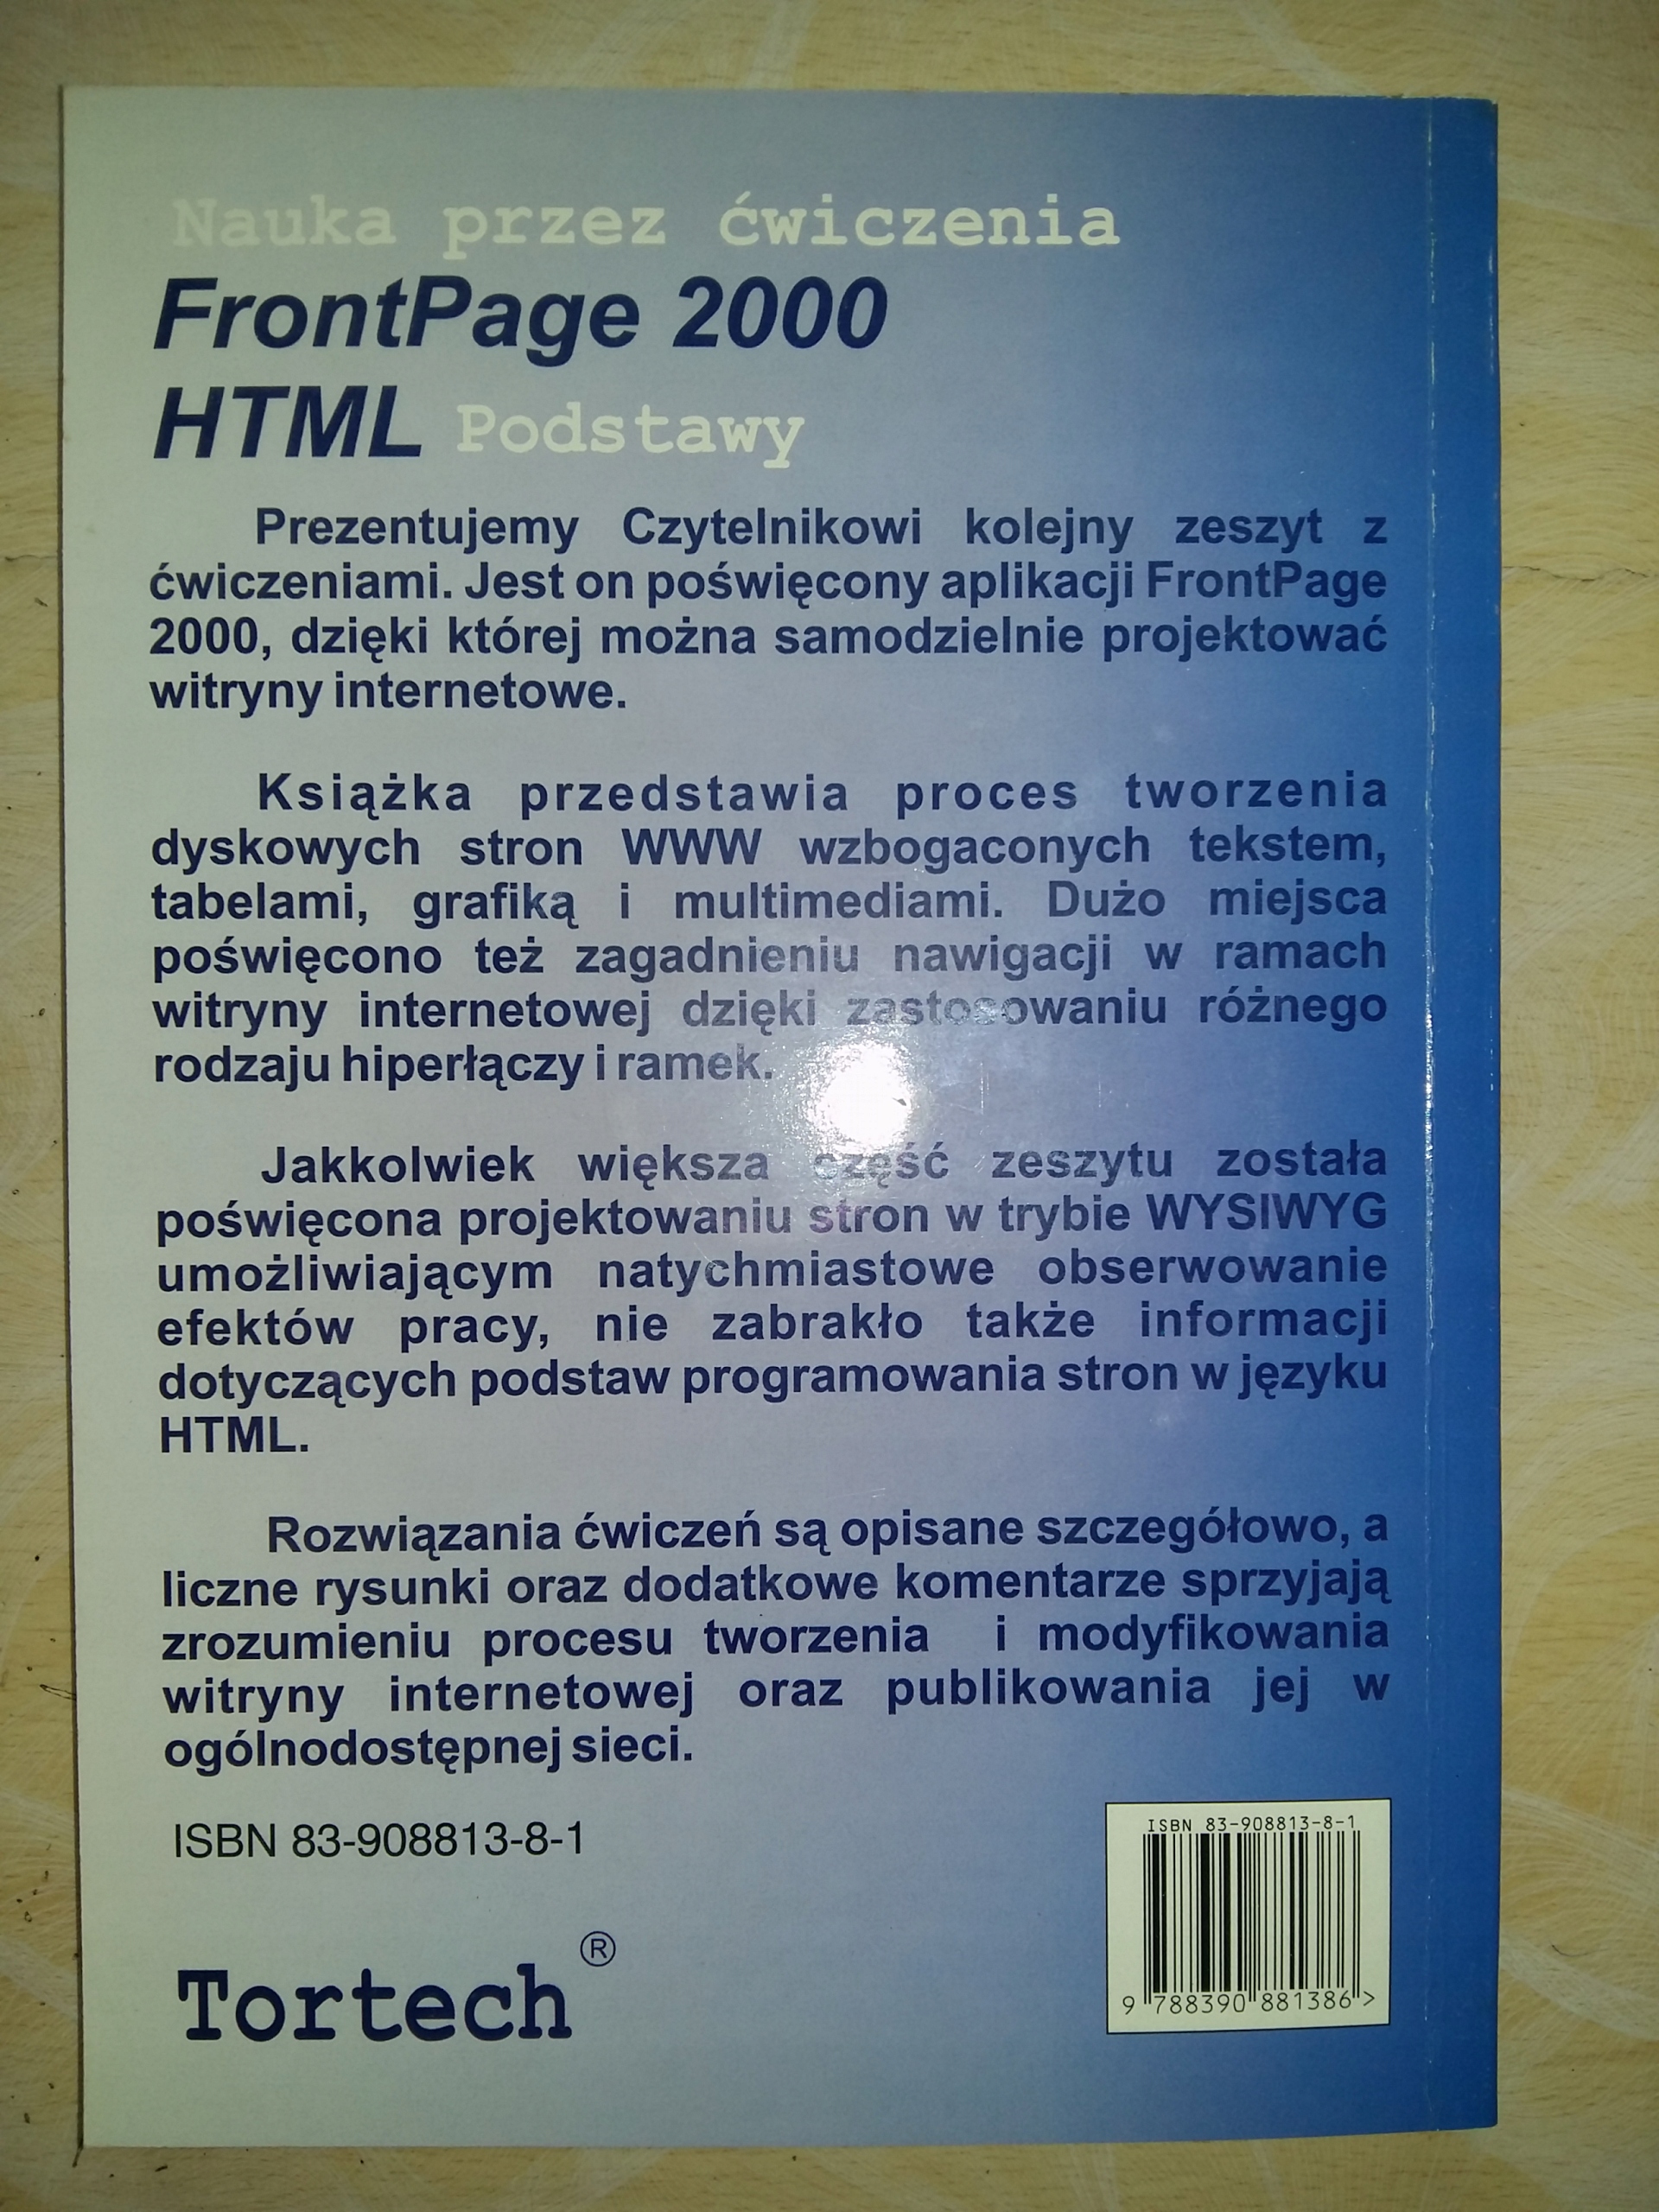 Nauka przez ćwiczenia
FrontPage 2000
HTML Podstawy
Prezentujemy Czytelnikowi kolejny zeszyt z
ćwiczeniami. Jest on poświęcony aplikacji FrontPage
2000, dzięki której można samodzielnie projektować
witryny internetowe.
Książka przedstawia proces tworzenia
dyskowych stron WWW wzbogaconych tekstem,
tabelami, grafiką i multimediami. Dużo miejsca
poświęcono też zagadnieniu nawigacji w ramach
witryny internetowej dzięki zastosowaniu różnego
rodzaju hiperłączy i ramek.
Jakkolwiek większa część zeszytu została
poświęcona projektowaniu stron w trybie WYSIWYG
umożliwiającym natychmiastowe obserwowanie
efektów pracy, nie zabrakło także informacji
dotyczących podstaw programowania stron w języku
HTML.
Rozwiązania ćwiczeń są opisane szczegółowo, a
liczne rysunki oraz dodatkowe komentarze sprzyjają
zrozumieniu procesu tworzenia i modyfikowania
witryny internetowej oraz publikowania jej w
ogólnodostępnej sieci.
ISBN 83-908813-8-1
ISBN 83-908813-8-1
9 788390 881386 >
Tortech®